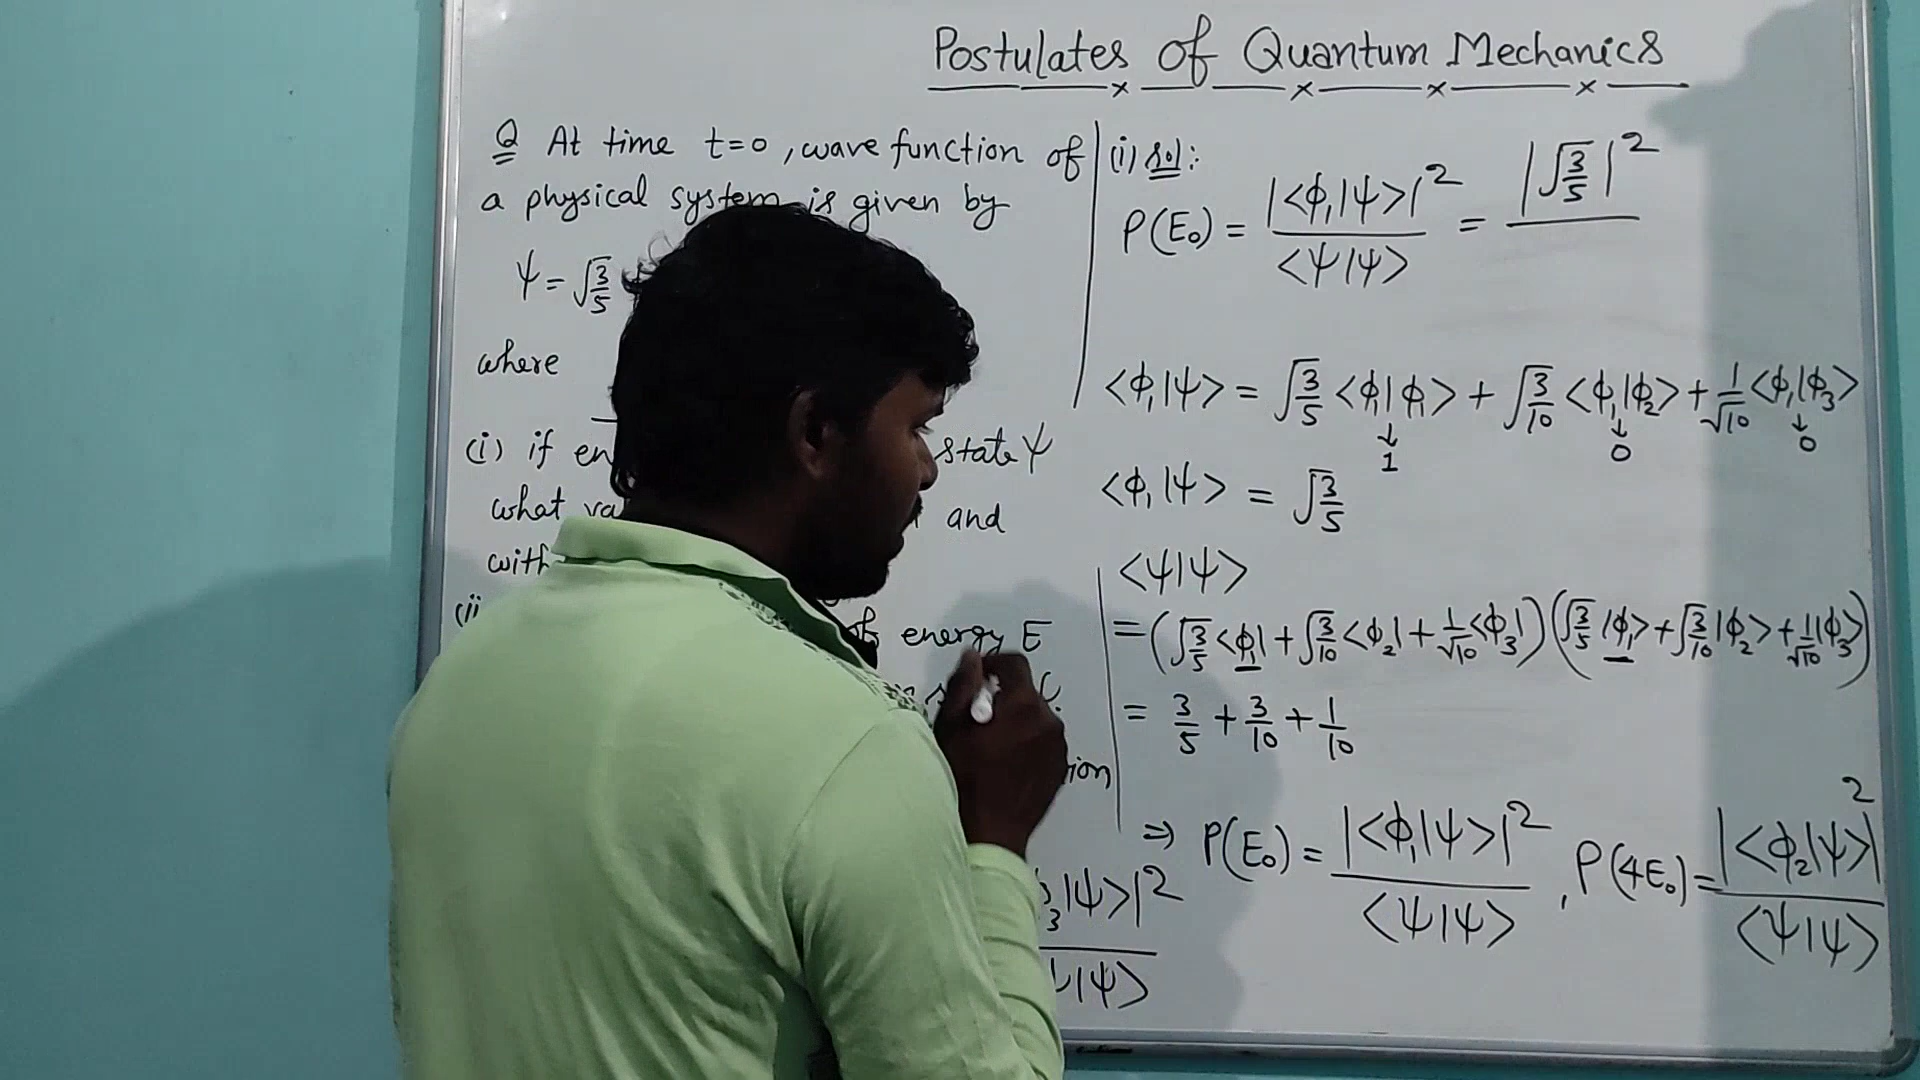 Postulates of Quantum Mechanics
Q At time t=0, wave function of
a physical system is given by
ψ = √3/5
where
(i) if state ψ
what and
with
(ii of energy E
(i) sol:
P(E₀) = |<φ₁|ψ>|² / <ψ|ψ> = |√3/5|²
<φ₁|ψ> = √3/5 <φ₁|φ₁> + √3/10 <φ₁|φ₂> + 1/√10 <φ₁|φ₃>
↓ ↓ ↓
1 0 0
<φ₁|ψ> = √3/5
<ψ|ψ>
= (√3/5 <φ₁| + √3/10 <φ₂| + 1/√10 <φ₃|) (√3/5 |φ₁> + √3/10 |φ₂> + 1/√10 |φ₃>)
= 3/5 + 3/10 + 1/10
⇒ P(E₀) = |<φ₁|ψ>|² / <ψ|ψ> , P(4E₀) = |<φ₂|ψ>|² / <ψ|ψ>
₃|ψ>|²
|ψ>